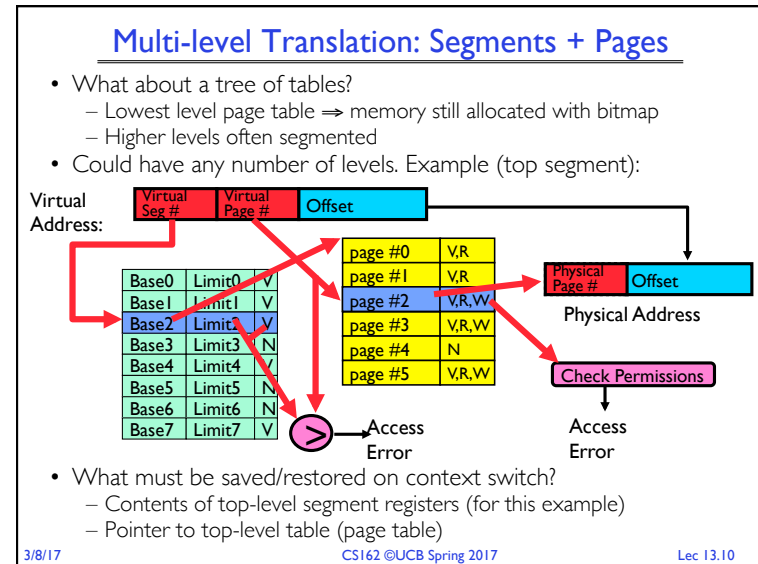 Multi-level Translation: Segments + Pages
• What about a tree of tables?
– Lowest level page table ⇒ memory still allocated with bitmap
– Higher levels often segmented
• Could have any number of levels. Example (top segment):
Virtual Address:
Virtual Seg #
Virtual Page #
Offset
Base0 Limit0 V
Base1 Limit1 V
Base2 Limit2 V
Base3 Limit3 N
Base4 Limit4 V
Base5 Limit5 N
Base6 Limit6 N
Base7 Limit7 V
page #0 V,R
page #1 V,R
page #2 V,R,W
page #3 V,R,W
page #4 N
page #5 V,R,W
Physical Page #
Offset
Physical Address
Check Permissions
>
Access Error
Access Error
• What must be saved/restored on context switch?
– Contents of top-level segment registers (for this example)
– Pointer to top-level table (page table)
3/8/17
CS162 ©UCB Spring 2017
Lec 13.10